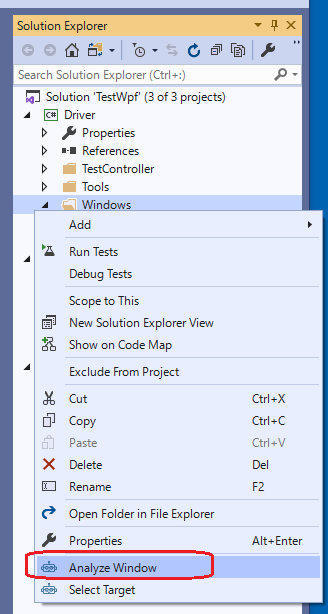 Solution Explorer
Search Solution Explorer (Ctrl+:)
Solution 'TestWpf' (3 of 3 projects)
C# Driver
Properties
References
TestController
Tools
Windows
Add
Run Tests
Debug Tests
Scope to This
New Solution Explorer View
Show on Code Map
Exclude From Project
Cut Ctrl+X
Copy Ctrl+C
Paste Ctrl+V
Delete Del
Rename F2
Open Folder in File Explorer
Properties Alt+Enter
Analyze Window
Select Target